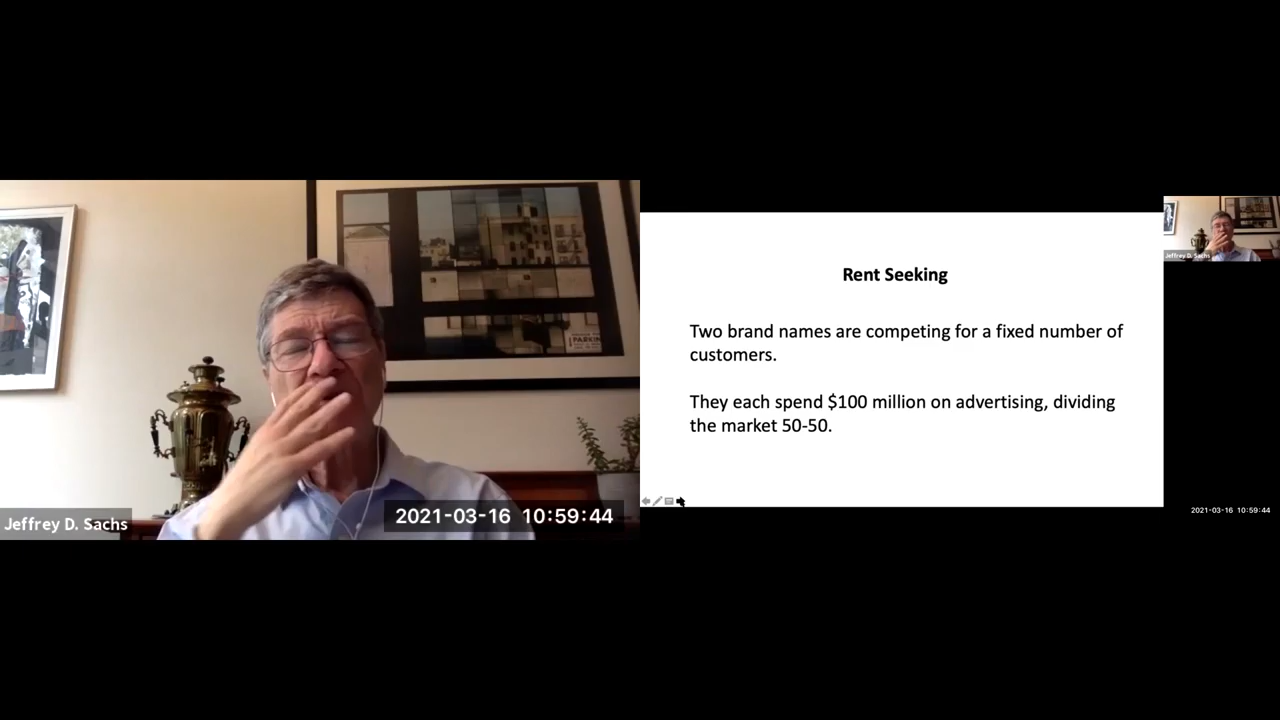 PARKIN
Jeffrey D. Sachs
2021-03-16 10:59:44
Rent Seeking
Two brand names are competing for a fixed number of
customers.
They each spend $100 million on advertising, dividing
the market 50-50.
Jeffrey D. Sachs
2021-03-16 10:59:44